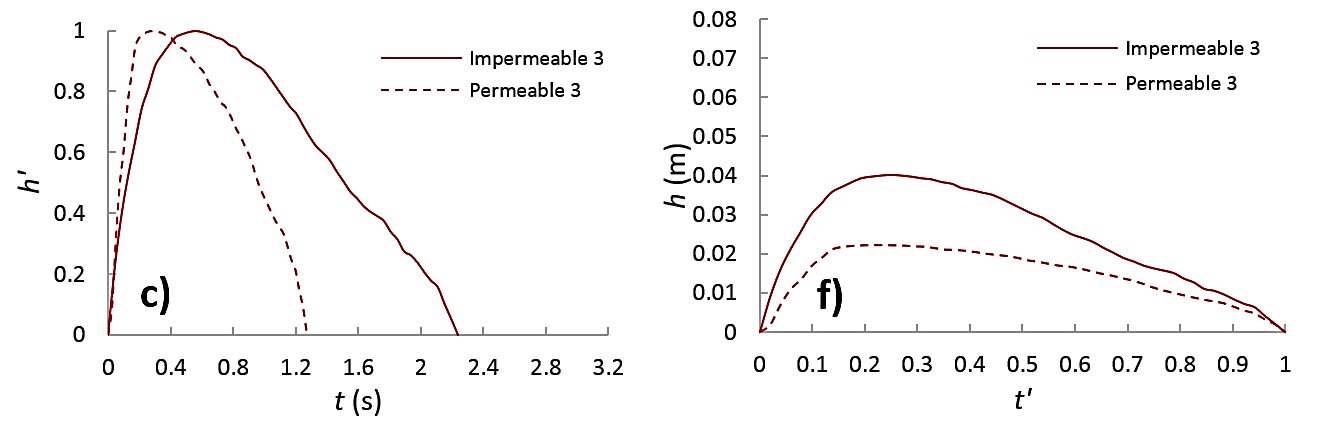 1
0.8
0.6
0.4
0.2
0
h'
Impermeable 3
Permeable 3
c)
0 0.4 0.8 1.2 1.6 2 2.4 2.8 3.2
t (s)
0.08
0.07
0.06
0.05
0.04
0.03
0.02
0.01
0
h (m)
Impermeable 3
Permeable 3
f)
0 0.1 0.2 0.3 0.4 0.5 0.6 0.7 0.8 0.9 1
t'